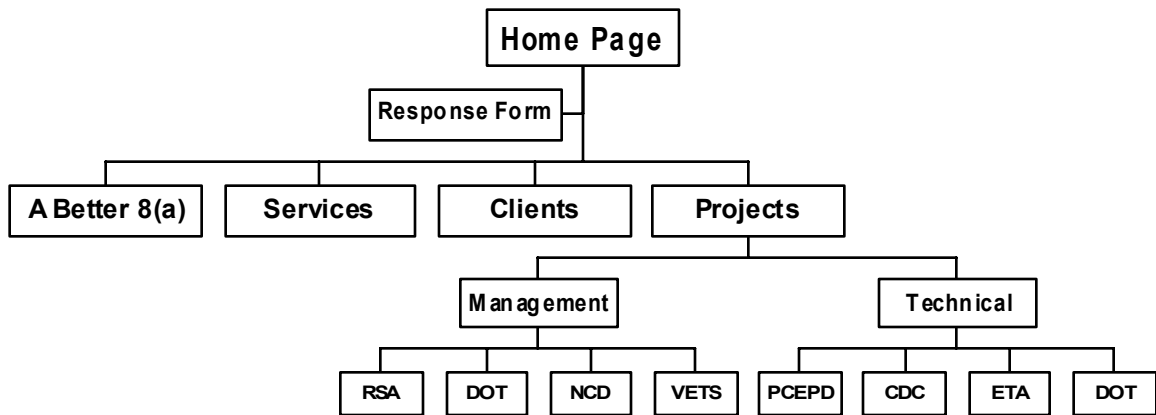 Home Page
Response Form
A Better 8(a)
Services
Clients
Projects
Management
Technical
RSA
DOT
NCD
VETS
PCEPD
CDC
ETA
DOT